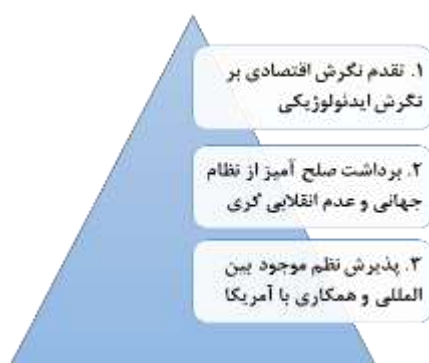 ۱. تقدم نگرش اقتصادی بر
نگرش ایدئولوژیکی
۲. برداشت صلح آمیز از نظام
جهانی و عدم انقلابی گری
۳. پذیرش نظم موجود بین
المللی و همکاری با آمریکا